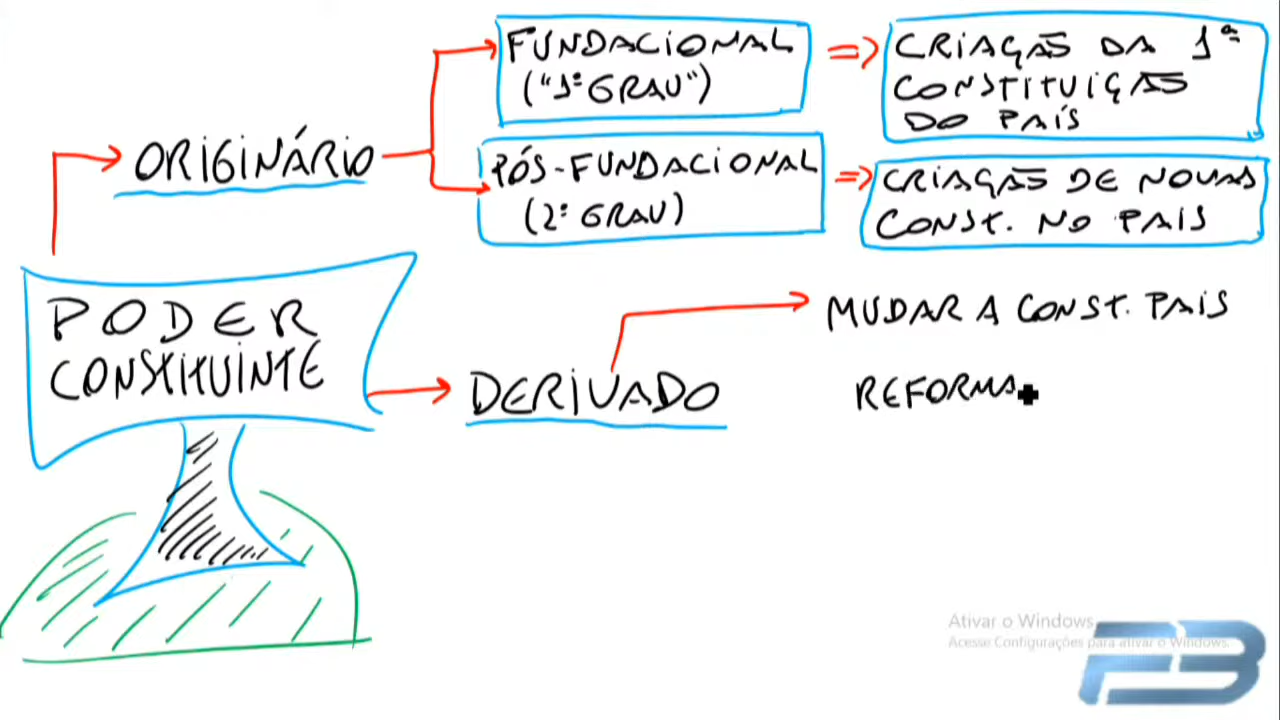 FUNDACIONAL
("1º GRAU")
=> CRIAÇÃO DA 1ª
CONSTITUIÇÃO
DO PAÍS
ORIGINÁRIO
PÓS-FUNDACIONAL
(2º GRAU)
=> CRIAÇÃO DE NOVAS
CONST. NO PAÍS
PODER
CONSTITUINTE
MUDAR A CONST. PAÍS
DERIVADO
REFORMA
Ativar o Windows
Acesse Configurações para ativar o Windows.